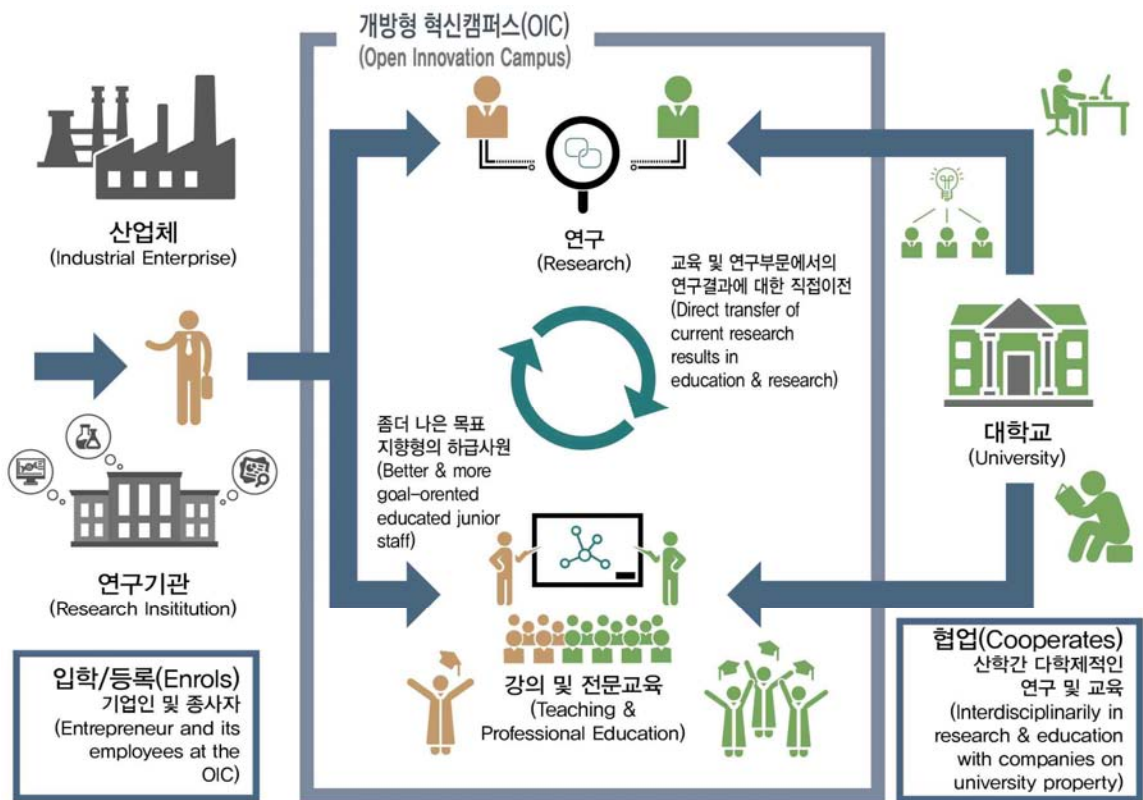 개방형 혁신캠퍼스(OIC)
(Open Innovation Campus)
산업체
(Industrial Enterprise)
연구
(Research)
교육 및 연구부문에서의
연구결과에 대한 직접이전
(Direct transfer of
current research
results in
education & research)
좀더 나은 목표
지향형의 하급사원
(Better & more
goal-orented
educated junior
staff)
대학교
(University)
연구기관
(Research Insititution)
강의 및 전문교육
(Teaching &
Professional Education)
입학/등록(Enrols)
기업인 및 종사자
(Entrepreneur and its
employees at the
OIC)
협업(Cooperates)
산학간 다학제적인
연구 및 교육
(Interdisciplinarily in
research & education
with companies on
university property)